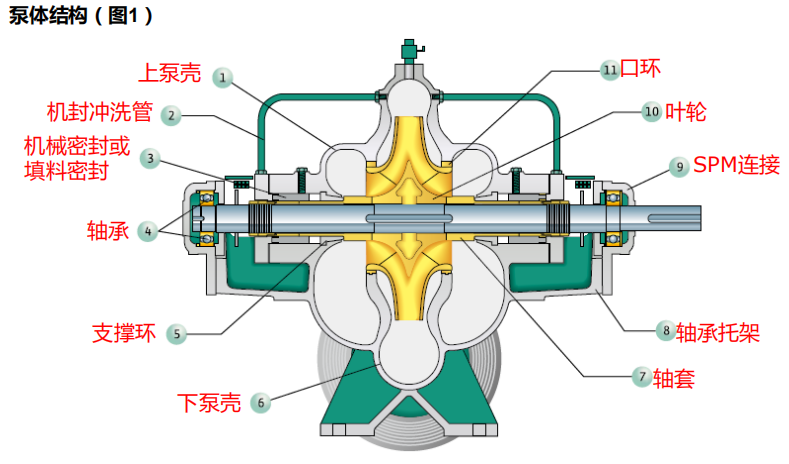 泵体结构（图1）
上泵壳 1
11 口环
机封冲洗管 2
10 叶轮
机械密封或
填料密封 3
9 SPM连接
轴承 4
支撑环 5
8 轴承托架
7 轴套
下泵壳 6